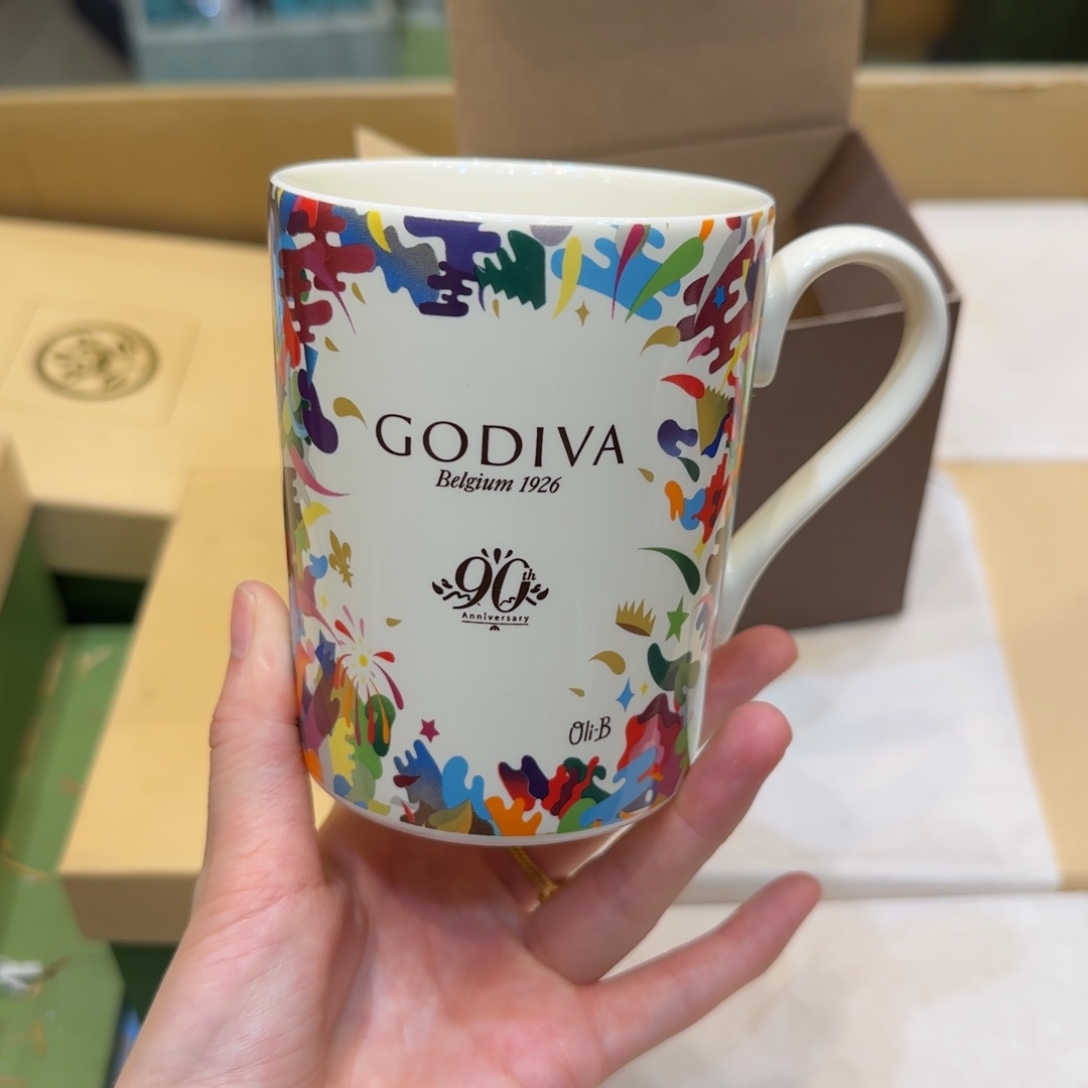 GODIVA
Belgium 1926
90th
Anniversary
Oli-B